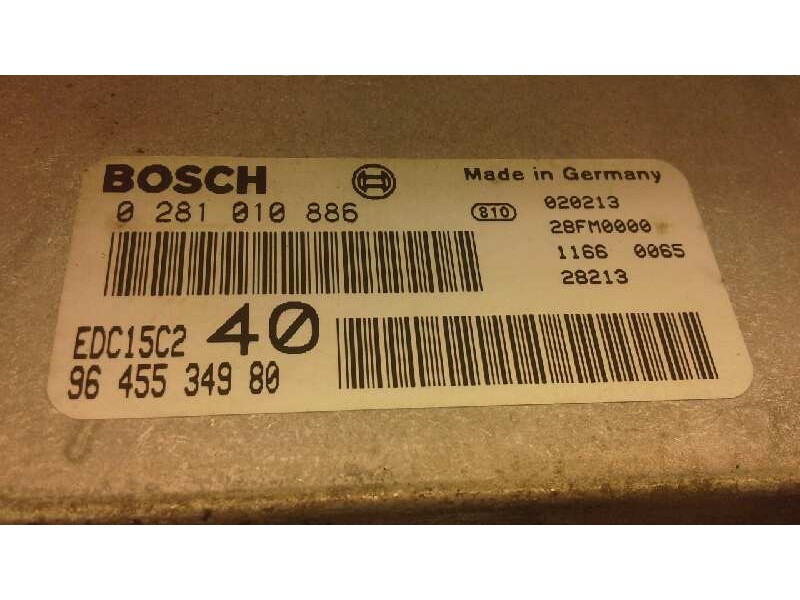 BOSCH
Made in Germany
0 281 010 886
810
020213
28FM0000
1166 0065
28213
EDC15C2 40
96 455 349 80